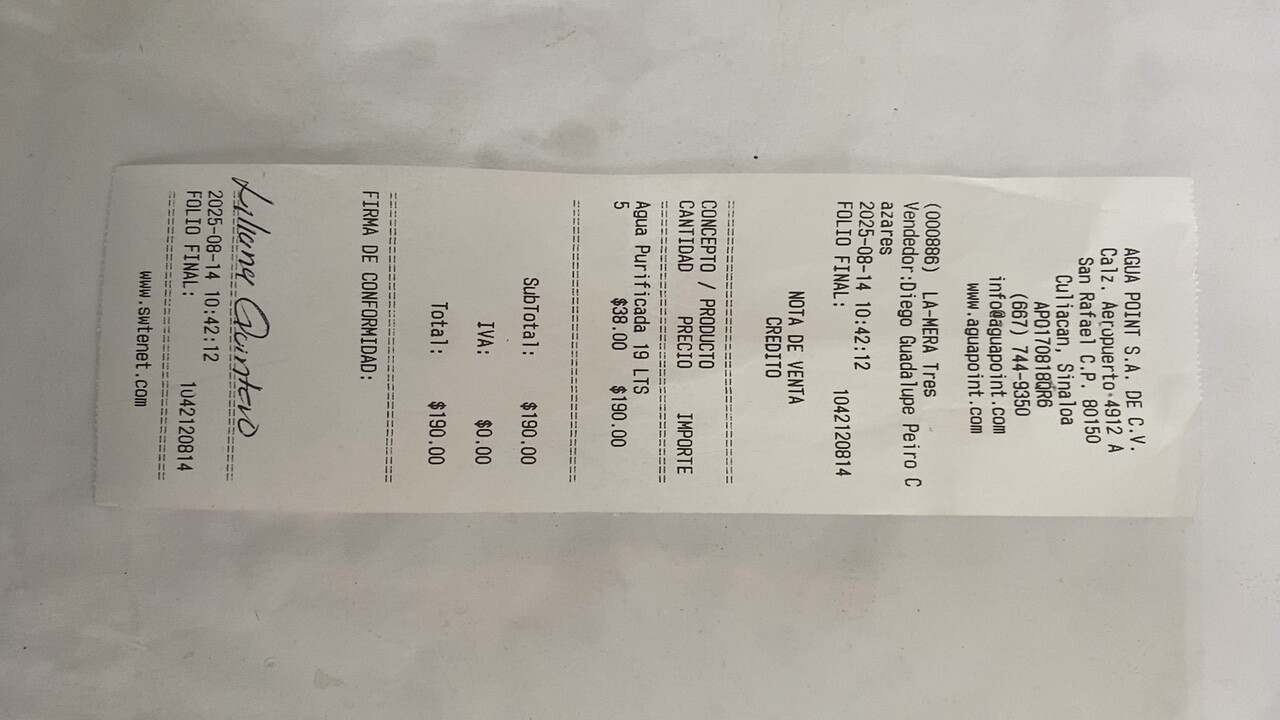 AGUA POINT S.A. DE C.V.
Calz. Aeropuerto 4912 A
San Rafael C.P. 80150
Culiacan, Sinaloa
APO170818QR6
(667) 744-9350
info@aguapoint.com
www.aguapoint.com
(000886) LA-MERA Tres
Vendedor:Diego Guadalupe Peiro C
azares
2025-08-14 10:42:12
FOLIO FINAL: 1042120814
NOTA DE VENTA
CREDITO
================================
CONCEPTO / PRODUCTO
CANTIDAD PRECIO IMPORTE
================================
Agua Purificada 19 LTS
5 $38.00 $190.00
================================
SubTotal: $190.00
IVA: $0.00
Total: $190.00
================================
FIRMA DE CONFORMIDAD:
Liliana Quintero
================================
2025-08-14 10:42:12
FOLIO FINAL: 1042120814
================================
www.swtenet.com